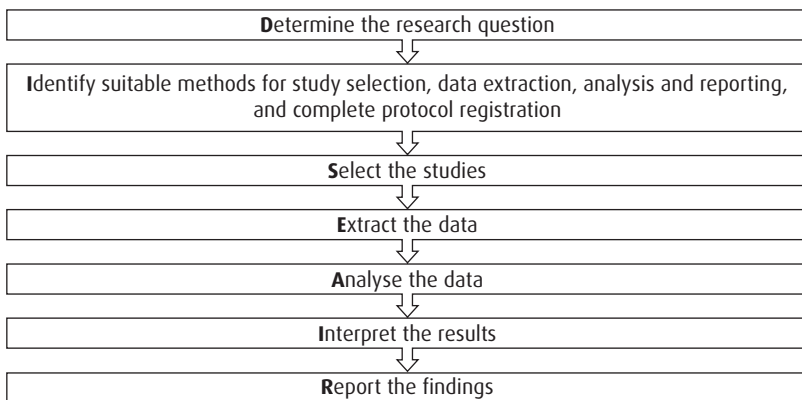 Determine the research question
Identify suitable methods for study selection, data extraction, analysis and reporting,
and complete protocol registration
Select the studies
Extract the data
Analyse the data
Interpret the results
Report the findings